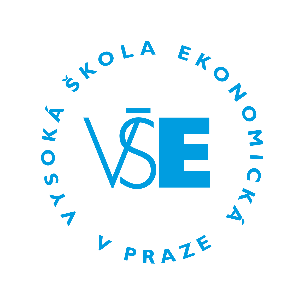 VYSOKÁ ŠKOLA EKONOMICKÁ
V PRAZE
VŠE